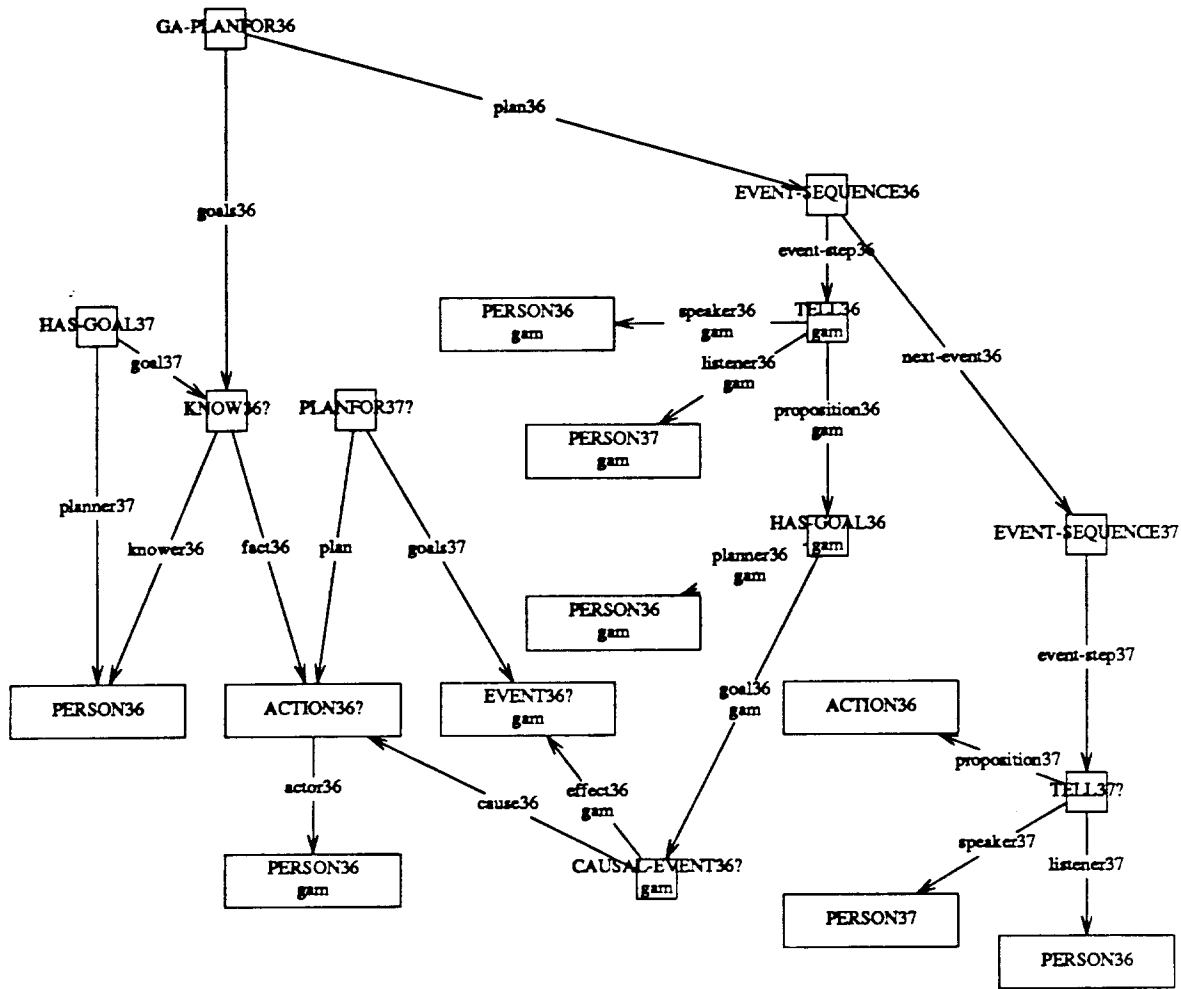 GA-PLANFOR36
plan36
EVENT-SEQUENCE36
goals36
event-step36
HAS-GOAL37
PERSON36
gam
speaker36
gam
TELL36
gam
goal37
listener36
gam
next-event36
KNOW36?
PLANFOR37?
proposition36
gam
PERSON37
gam
planner37
HAS-GOAL36
gam
EVENT-SEQUENCE37
knower36
fact36
plan
goals37
planner36
gam
PERSON36
gam
event-step37
PERSON36
ACTION36?
EVENT36?
gam
goal36
gam
ACTION36
proposition37
actor36
cause36
effect36
gam
TELL37?
speaker37
PERSON36
gam
CAUSAL-EVENT36?
gam
listener37
PERSON37
PERSON36